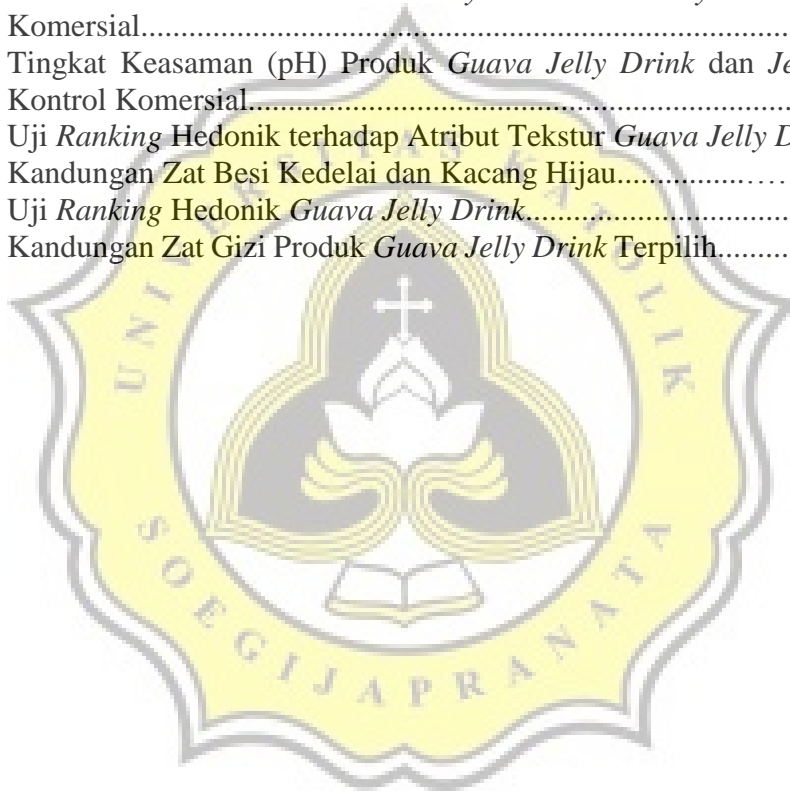 Komersial.......................................................................................
Tingkat Keasaman (pH) Produk Guava Jelly Drink dan
Kontrol Komersial.......................................................................
Uji Ranking Hedonik terhadap Atribut Tekstur Guava Jelly
Kandungan Zat Besi Kedelai dan Kacang Hijau......................
Uji Ranking Hedonik Guava Jelly Drink...................................
Kandungan Zat Gizi Produk Guava Jelly Drink Terpilih.........
UNIVERSITAS KATOLIK
SOEGIJAPRANATA